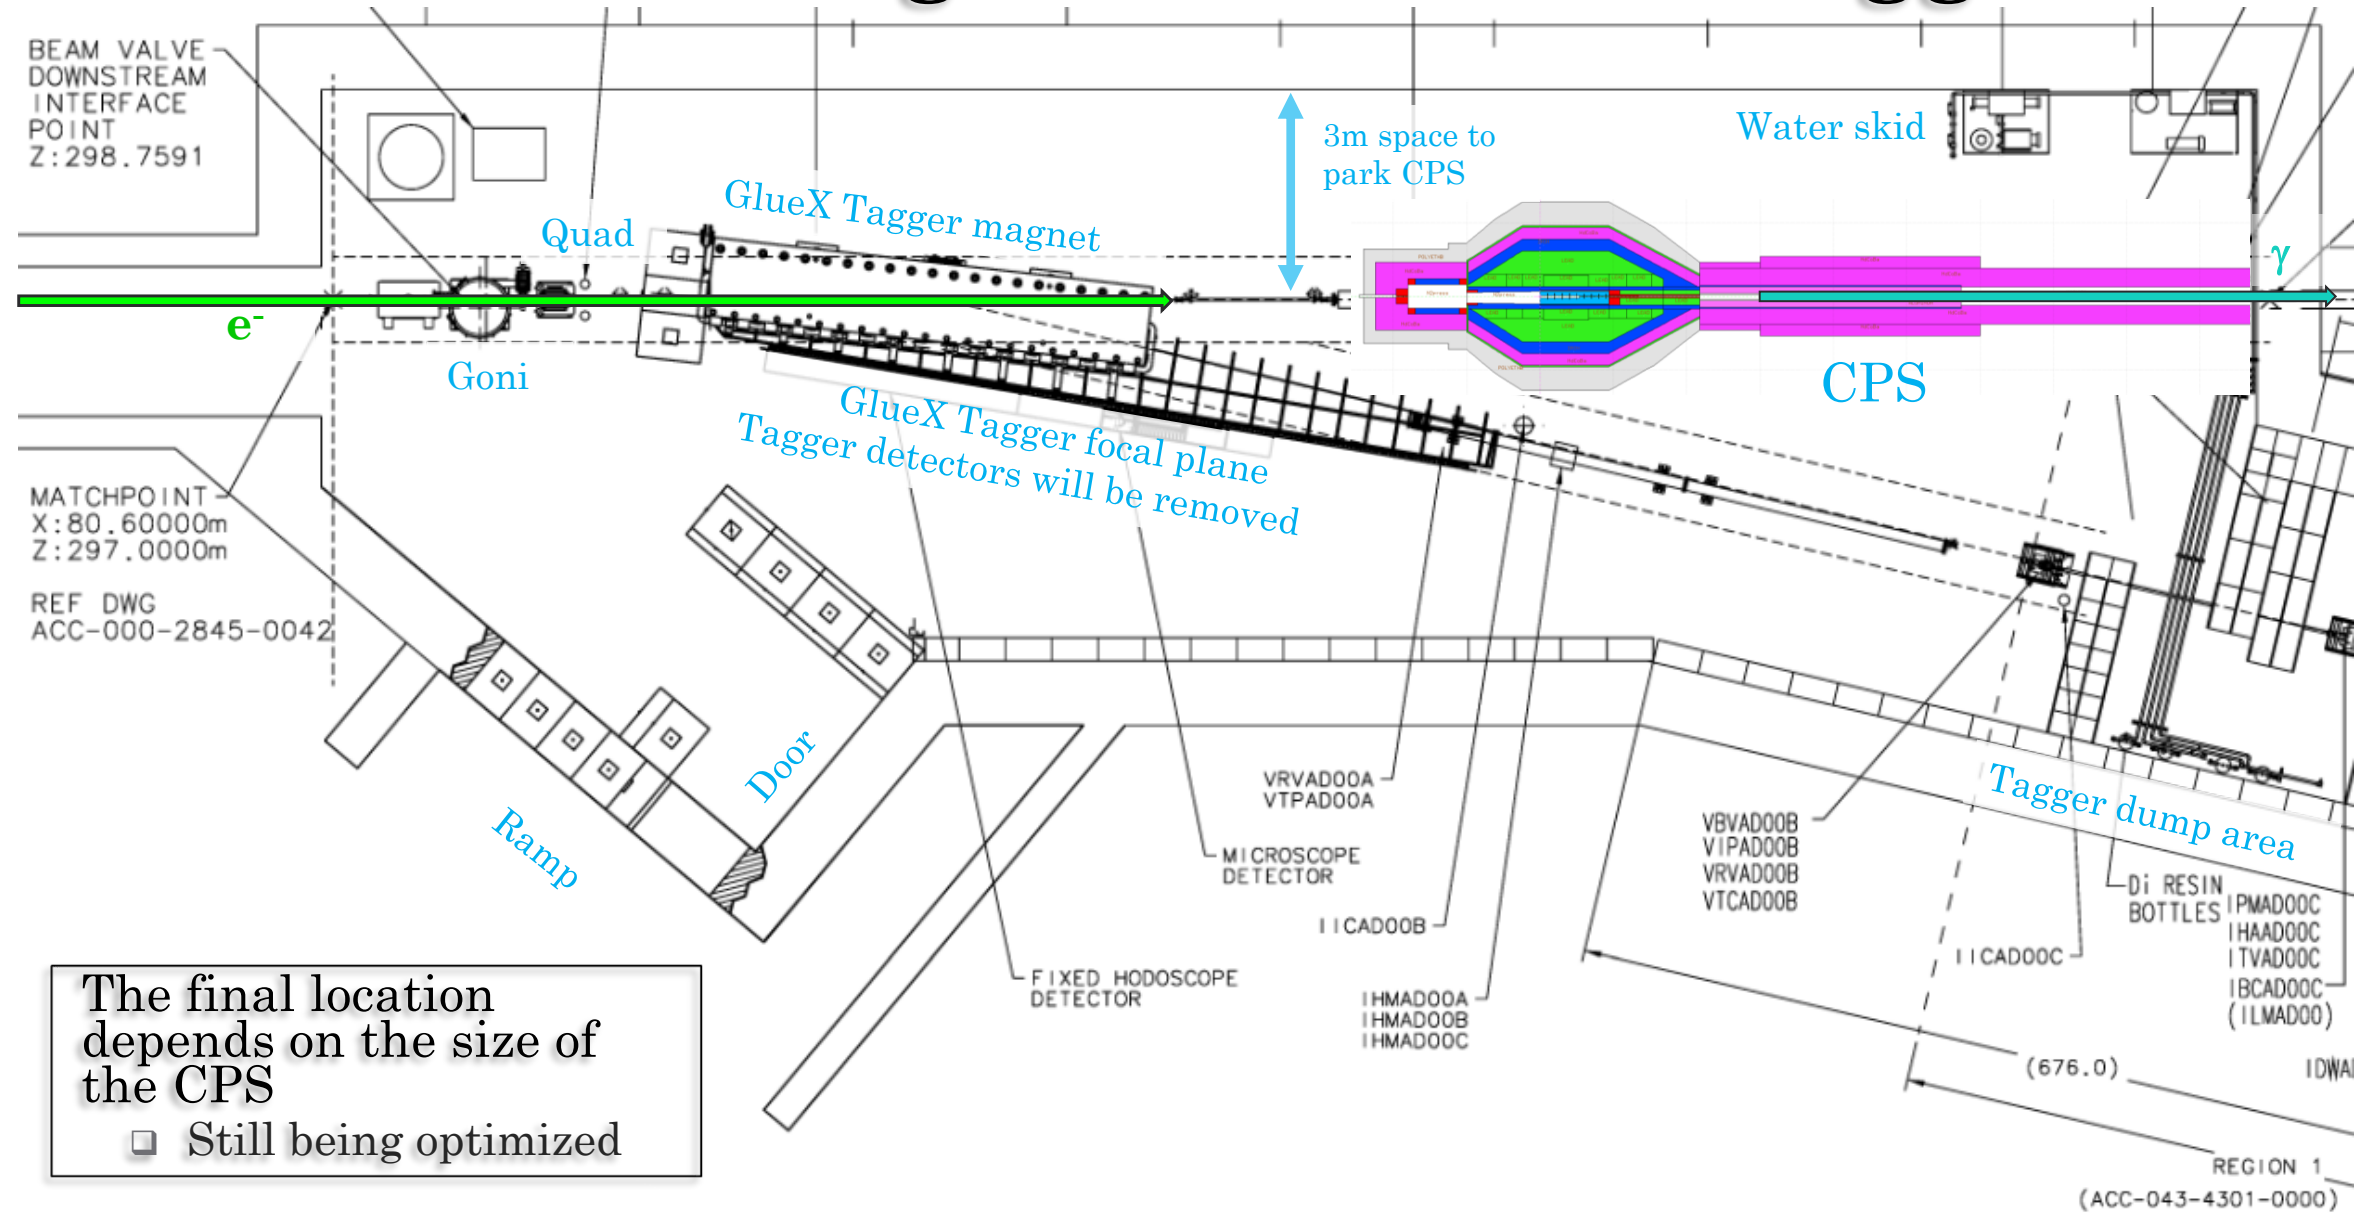 BEAM VALVE
DOWNSTREAM
INTERFACE
POINT
Z:298.7591
Quad
GlueX Tagger magnet
3m space to
park CPS
Water skid
γ
e-
Goni
CPS
GlueX Tagger focal plane
Tagger detectors will be removed
MATCHPOINT
X:80.60000m
Z:297.0000m
REF DWG
ACC-000-2845-0042
Door
Ramp
VRVAD00A
VTPAD00A
MICROSCOPE
DETECTOR
IICAD00B
FIXED HODOSCOPE
DETECTOR
IHMAD00A
IHMAD00B
IHMAD00C
VBVAD00B
VIPAD00B
VRVAD00B
VTCAD00B
Tagger dump area
Di RESIN
BOTTLES
IICAD00C
IPMAD00C
IHAAD00C
ITVAD00C
IBCAD00C
(ILMAD00)
(676.0)
REGION 1
(ACC-043-4301-0000)
The final location
depends on the size of
the CPS
❑ Still being optimized